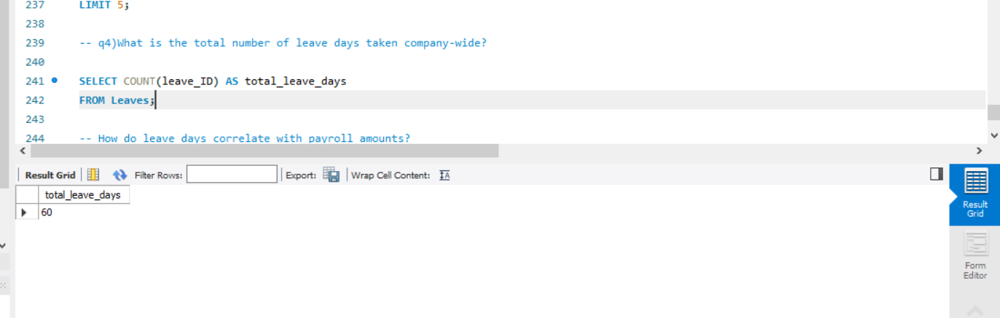 237 LIMIT 5;
238
239 -- q4)What is the total number of leave days taken company-wide?
240
241 SELECT COUNT(leave_ID) AS total_leave_days
242 FROM Leaves;
243
244 -- How do leave days correlate with payroll amounts?
Result Grid Filter Rows: Export: Wrap Cell Content: IA
total_leave_days
60
Result
Grid
Form
Editor